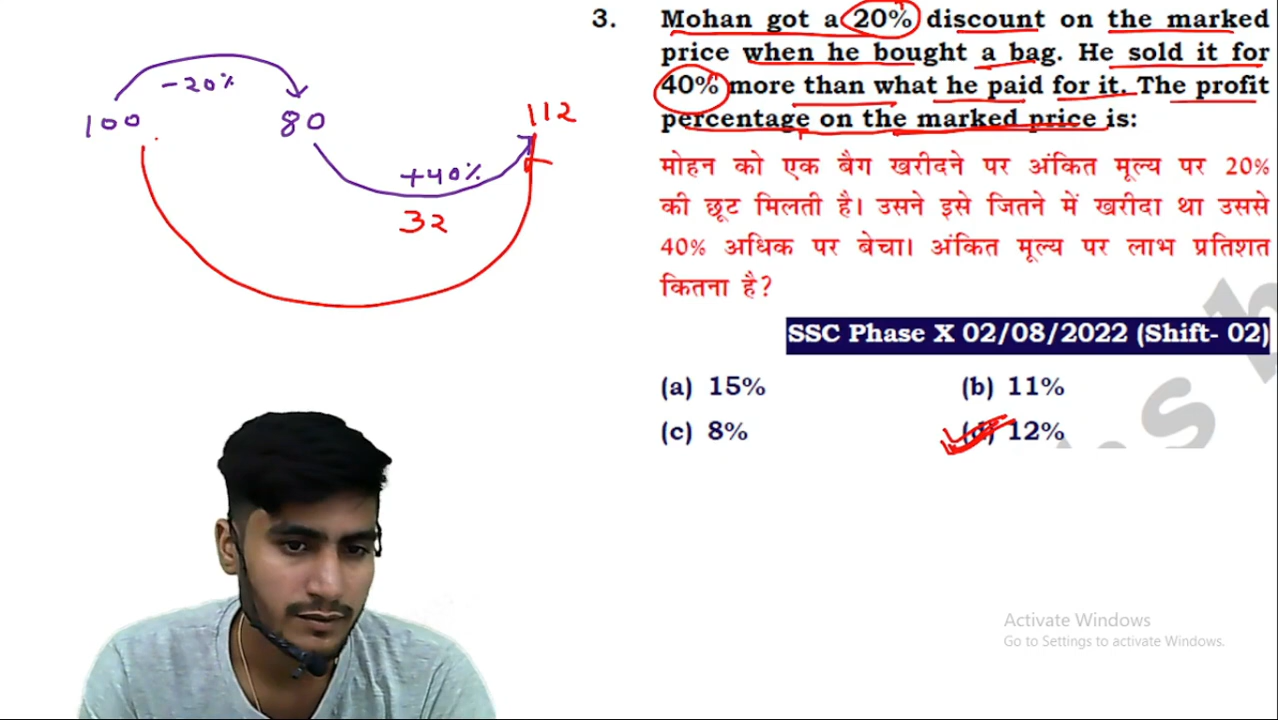 3. Mohan got a 20% discount on the marked
price when he bought a bag. He sold it for
40% more than what he paid for it. The profit
percentage on the marked price is:
मोहन को एक बैग खरीदने पर अंकित मूल्य पर 20%
की छूट मिलती है। उसने इसे जितने में खरीदा था उससे
40% अधिक पर बेचा। अंकित मूल्य पर लाभ प्रतिशत
कितना है?
SSC Phase X 02/08/2022 (Shift- 02)
(a) 15% (b) 11%
(c) 8% (d) 12%
-20%
100 80 112
+40%
32
Activate Windows
Go to Settings to activate Windows.